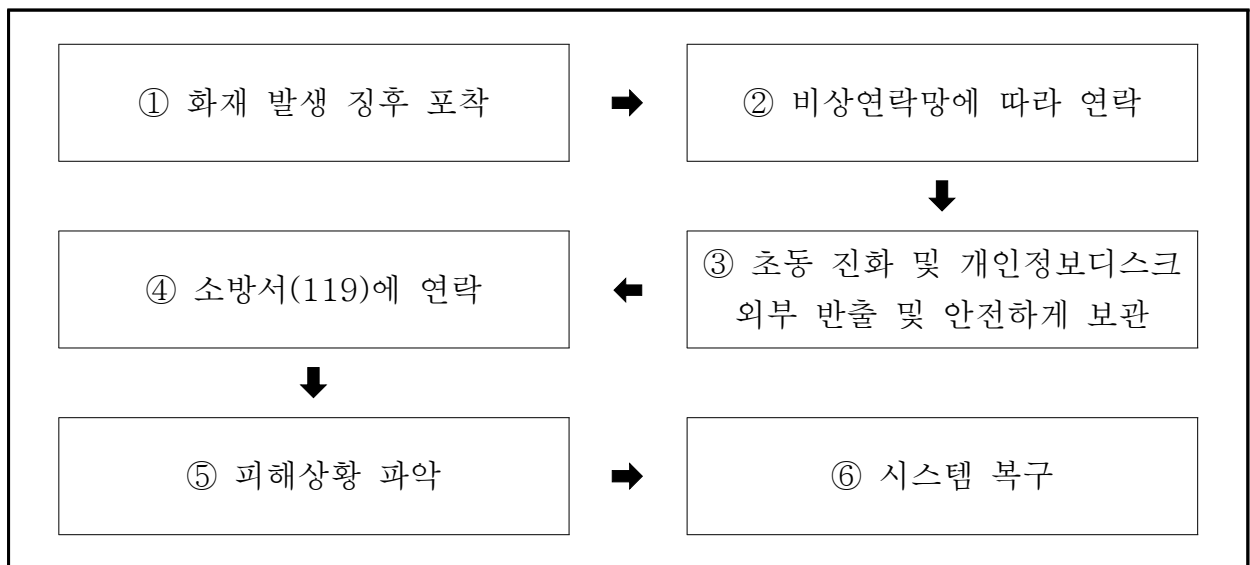 ① 화재 발생 징후 포착
② 비상연락망에 따라 연락
③ 초동 진화 및 개인정보디스크
외부 반출 및 안전하게 보관
④ 소방서(119)에 연락
⑤ 피해상황 파악
⑥ 시스템 복구